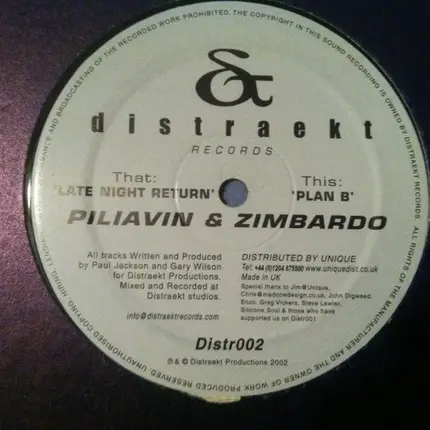 distraekt
RECORDS
That:
'LATE NIGHT RETURN'
This:
'PLAN B'
PILIAVIN & ZIMBARDO
All tracks Written and Produced
by Paul Jackson and Gary Wilson
for Distraekt Productions.
Mixed and Recorded at
Distraekt studios.
info@distraektrecords.com
DISTRIBUTED BY UNIQUE
Tel: +44 (0)1204 675500 www.uniquedist.co.uk
Made in UK
Special thanx to Jim@Unique,
Chris@madcowdesign.co.uk, John Digweed,
Enzo, Greg Vickers, Steve Lawler,
Silicone Soul & those who have
supported us on Distr001
Distr002
℗ & © Distraekt Productions 2002
AND BROADCASTING OF THE RECORDED WORK PROHIBITED. THE COPYRIGHT IN THIS SOUND RECORDING IS OWNED BY DISTRAEKT RECORDS. ALL RIGHTS OF THE MANUFACTURER AND THE OWNER OF WORK PRODUCED RESERVED. UNAUTHORISED COPYING, HIRING, LENDING,